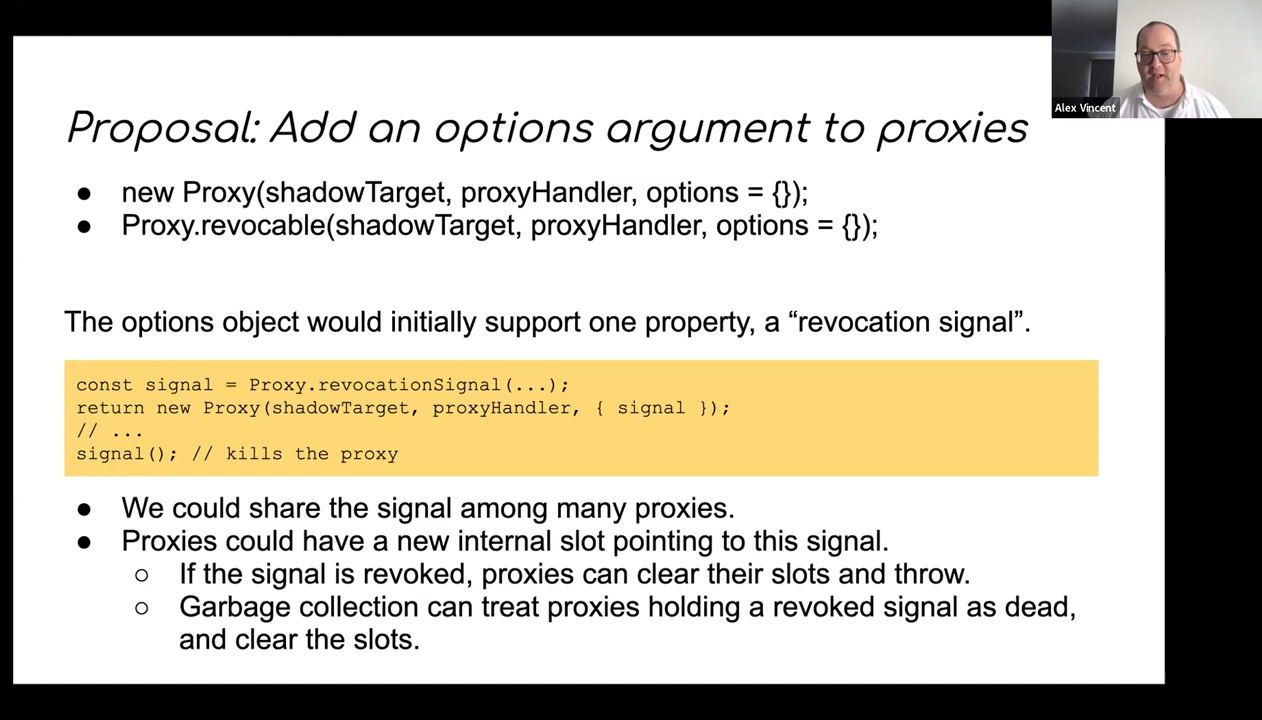 Alex Vincent
Proposal: Add an options argument to proxies
● new Proxy(shadowTarget, proxyHandler, options = {});
● Proxy.revocable(shadowTarget, proxyHandler, options = {});
The options object would initially support one property, a “revocation signal”.
const signal = Proxy.revocationSignal(...);
return new Proxy(shadowTarget, proxyHandler, { signal });
// ...
signal(); // kills the proxy
● We could share the signal among many proxies.
● Proxies could have a new internal slot pointing to this signal.
○ If the signal is revoked, proxies can clear their slots and throw.
○ Garbage collection can treat proxies holding a revoked signal as dead,
and clear the slots.